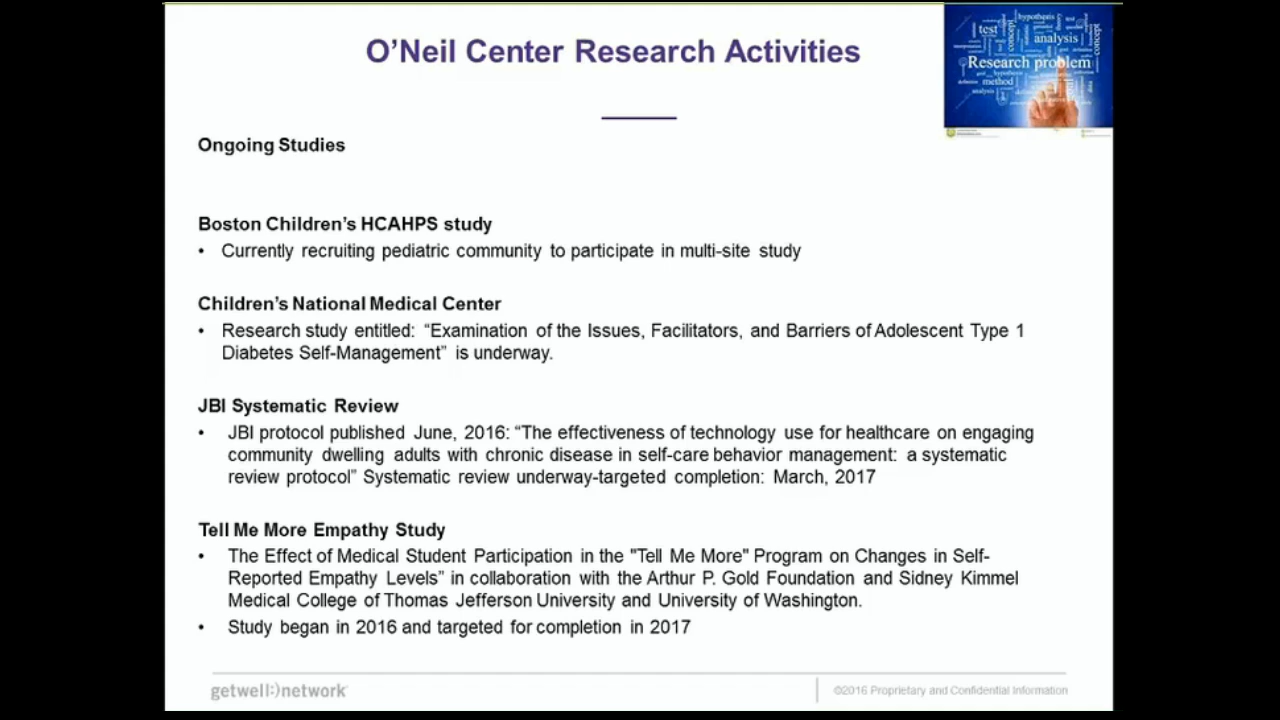 O'Neil Center Research Activities
test
hypothesis
concept
analysis
concept
Research problem
method
analysis
Ongoing Studies
Boston Children's HCAHPS study
• Currently recruiting pediatric community to participate in multi-site study
Children's National Medical Center
• Research study entitled: “Examination of the Issues, Facilitators, and Barriers of Adolescent Type 1
Diabetes Self-Management” is underway.
JBI Systematic Review
• JBI protocol published June, 2016: “The effectiveness of technology use for healthcare on engaging
community dwelling adults with chronic disease in self-care behavior management: a systematic
review protocol” Systematic review underway-targeted completion: March, 2017
Tell Me More Empathy Study
• The Effect of Medical Student Participation in the "Tell Me More" Program on Changes in Self-
Reported Empathy Levels” in collaboration with the Arthur P. Gold Foundation and Sidney Kimmel
Medical College of Thomas Jefferson University and University of Washington.
• Study began in 2016 and targeted for completion in 2017
getwell:)network
©2016 Proprietary and Confidential Information